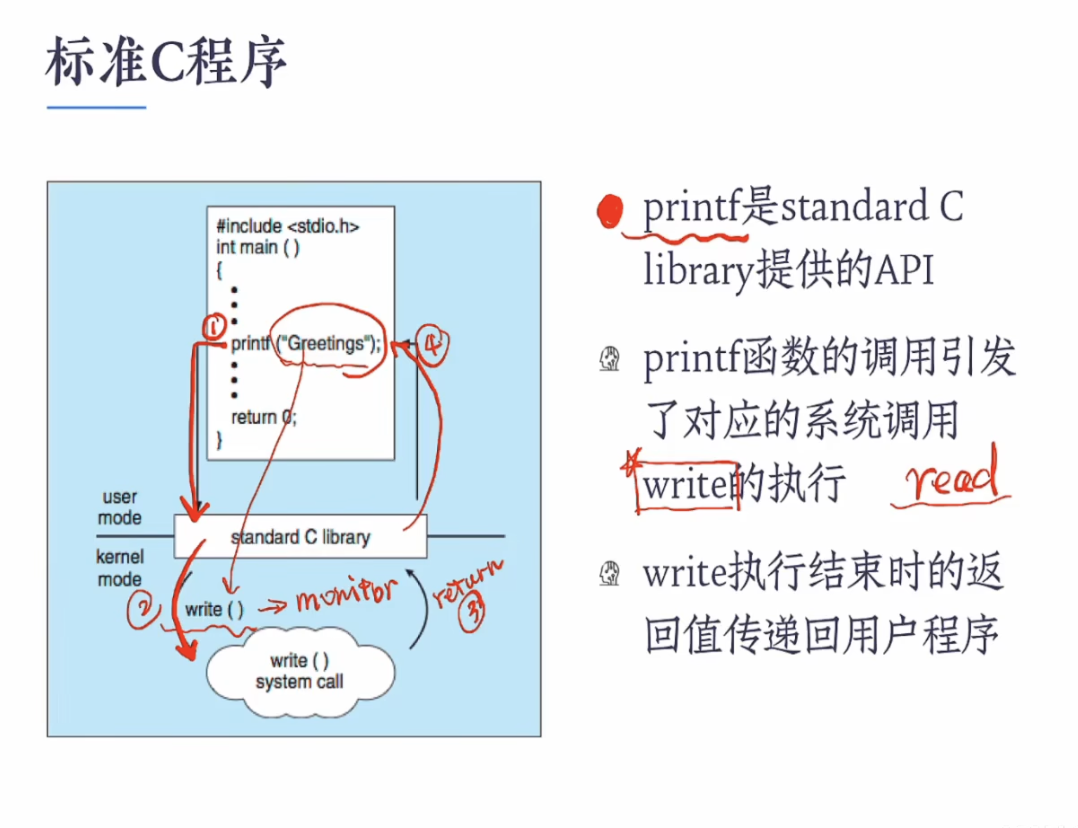 标准C程序
#include <stdio.h>
int main ( )
{
•
•
•
①
printf ("Greetings");
④
•
•
•
return 0;
}
user
mode
standard C library
kernel
mode
②
write ( )
→ monitor
return
③
write ( )
system call
printf是standard C
library提供的API
printf函数的调用引发
了对应的系统调用
write的执行
read
write执行结束时的返
回值传递回用户程序